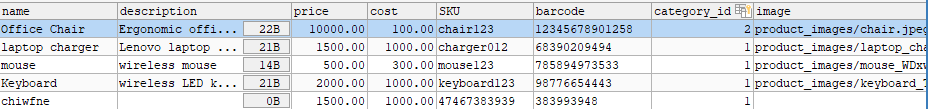 name description price cost SKU barcode category_id image
Office Chair Ergonomic offi... 22B 10000.00 100.00 chair123 12345678901258 2 product_images/chair.jpeg
laptop charger Lenovo laptop ... 21B 1500.00 1000.00 charger012 68390209494 1 product_images/laptop_cha
mouse wireless mouse 14B 500.00 300.00 mouse123 785894973533 1 product_images/mouse_WDxw
Keyboard wireless LED k... 21B 2000.00 1000.00 keyboard123 98776654443 1 product_images/keyboard_
chiwfne 0B 1500.00 1000.00 47467383939 383993948 1